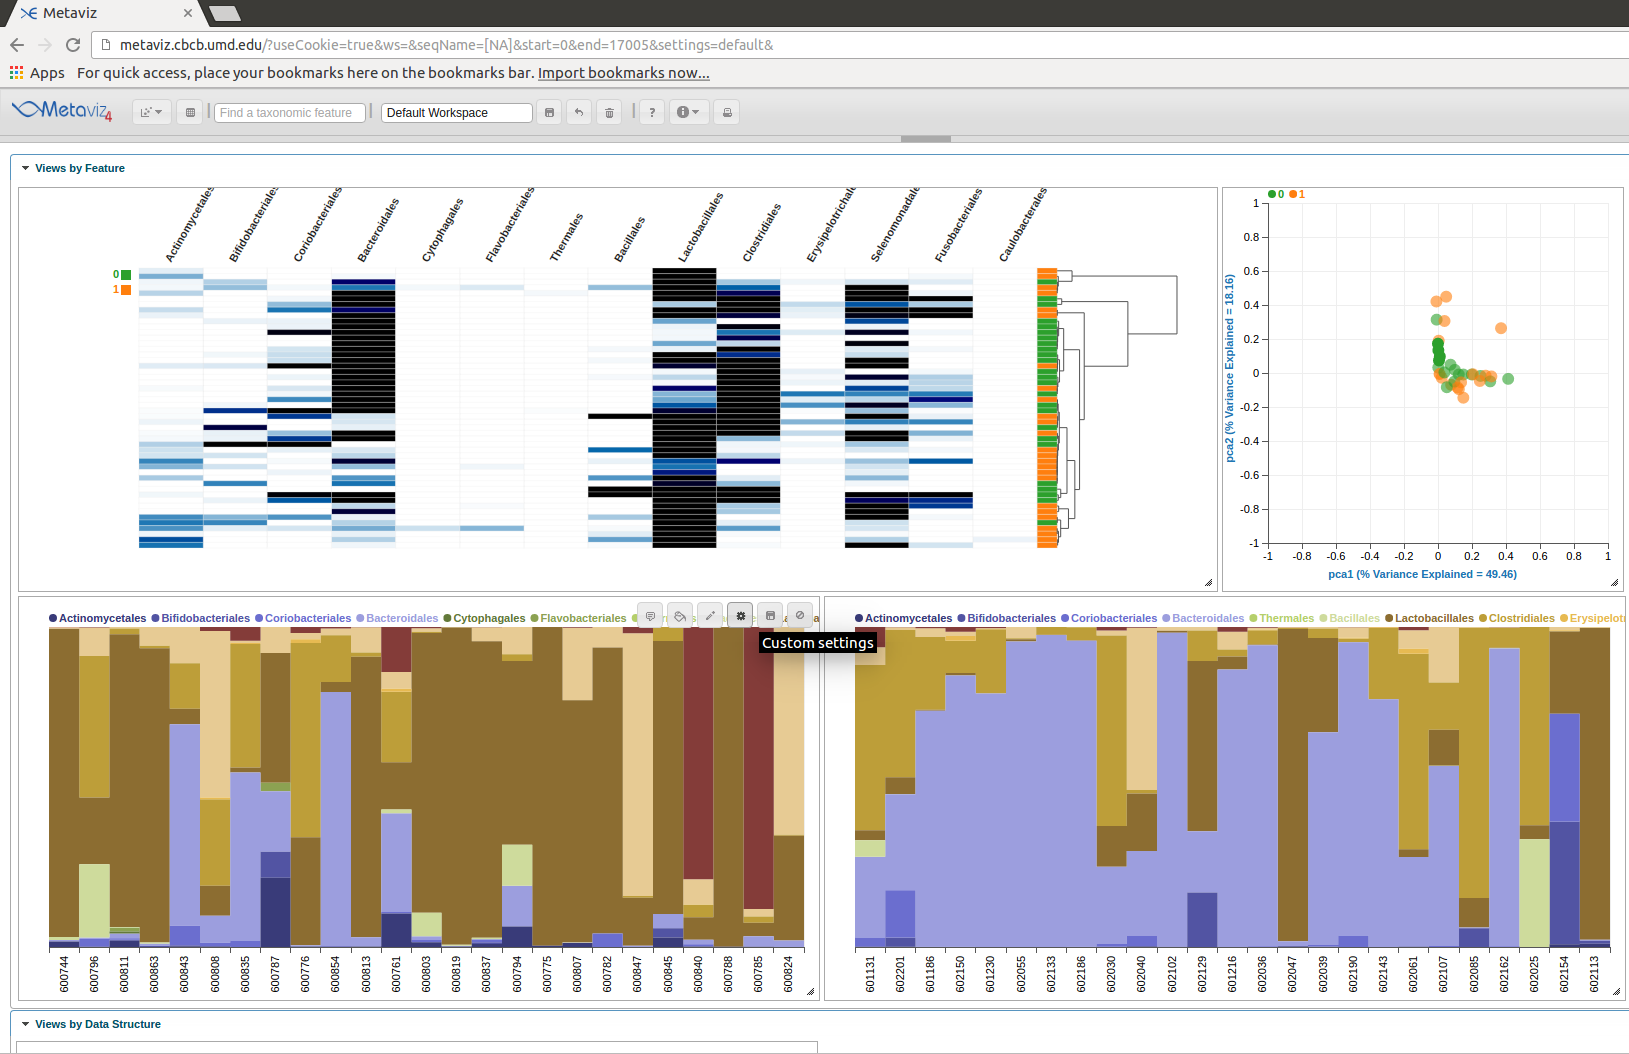 Metaviz
metaviz.cbcb.umd.edu/?useCookie=true&ws=&seqName=[NA]&start=0&end=17005&settings=default&
Apps For quick access, place your bookmarks here on the bookmarks bar. Import bookmarks now...
Metaviz4 Find a taxonomic feature Default Workspace ?
Views by Feature
Actinomycetales Bifidobacteriales Coriobacteriales Bacteroidales Cytophagales Flavobacteriales Thermales Bacillales Lactobacillales Clostridiales Erysipelotrichal Selenomonadale Fusobacteriales Caulobacterales
0
1
0 1
1
0.8
0.6
0.4
0.2
0
-0.2
-0.4
-0.6
-0.8
-1
-1 -0.8 -0.6 -0.4 -0.2 0 0.2 0.4 0.6 0.8 1
pca2 (% Variance Explained = 18.16)
pca1 (% Variance Explained = 49.46)
Actinomycetales Bifidobacteriales Coriobacteriales Bacteroidales Cytophagales Flavobacteriales
Custom settings
600744 600796 600811 600863 600843 600808 600835 600787 600776 600854 600813 600761 600803 600819 600837 600794 600775 600807 600782 600847 600845 600840 600788 600785 600824
Actinomycetales Bifidobacteriales Coriobacteriales Bacteroidales Thermales Bacillales Lactobacillales Clostridiales Erysipelotri
601131 602201 601186 602150 601230 602055 602133 602186 602030 602040 602102 602129 601216 602036 602047 602039 602190 602143 602061 602107 602085 602162 602025 602154 602113
Views by Data Structure